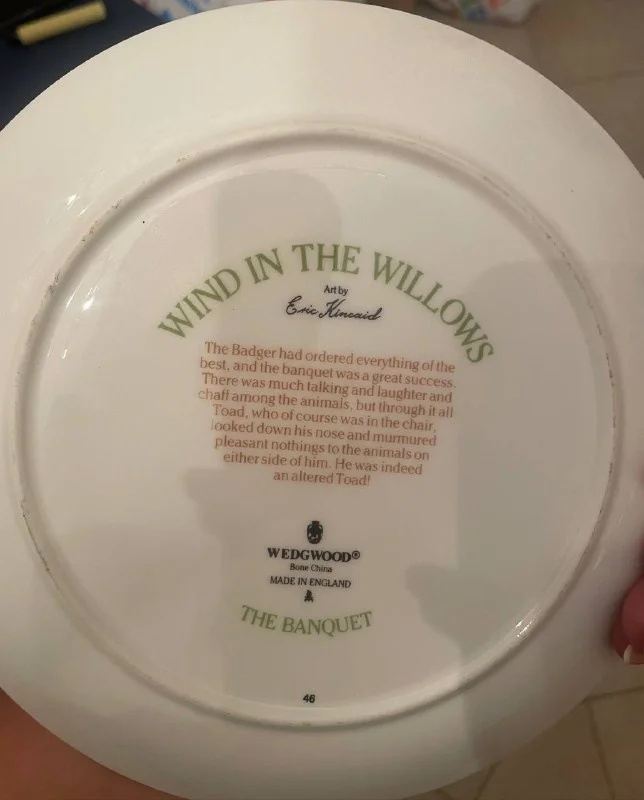 WIND IN THE WILLOWS
Art by
Eric Kincaid
The Badger had ordered everything of the
best, and the banquet was a great success.
There was much talking and laughter and
chaff among the animals, but through it all
Toad, who of course was in the chair,
looked down his nose and murmured
pleasant nothings to the animals on
either side of him. He was indeed
an altered Toad!
WEDGWOOD®
Bone China
MADE IN ENGLAND
THE BANQUET
46